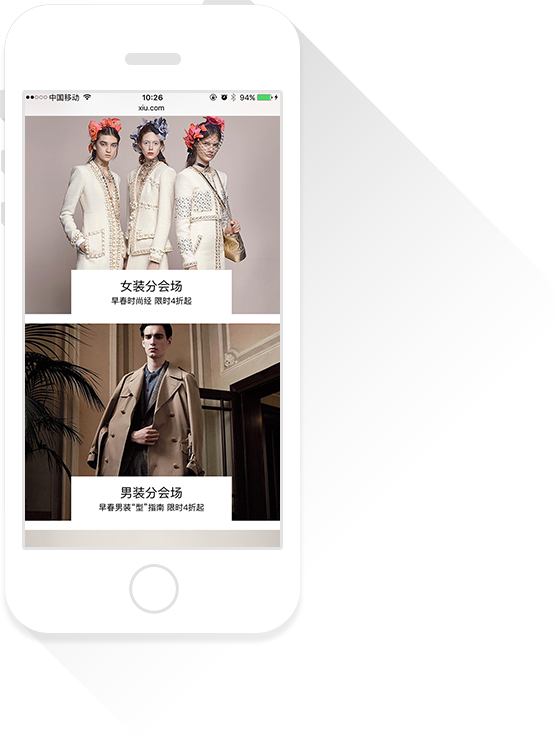 中国移动 10:26 94%
xiu.com
女装分会场
早春时尚经 限时4折起
男装分会场
早春男装“型”指南 限时4折起